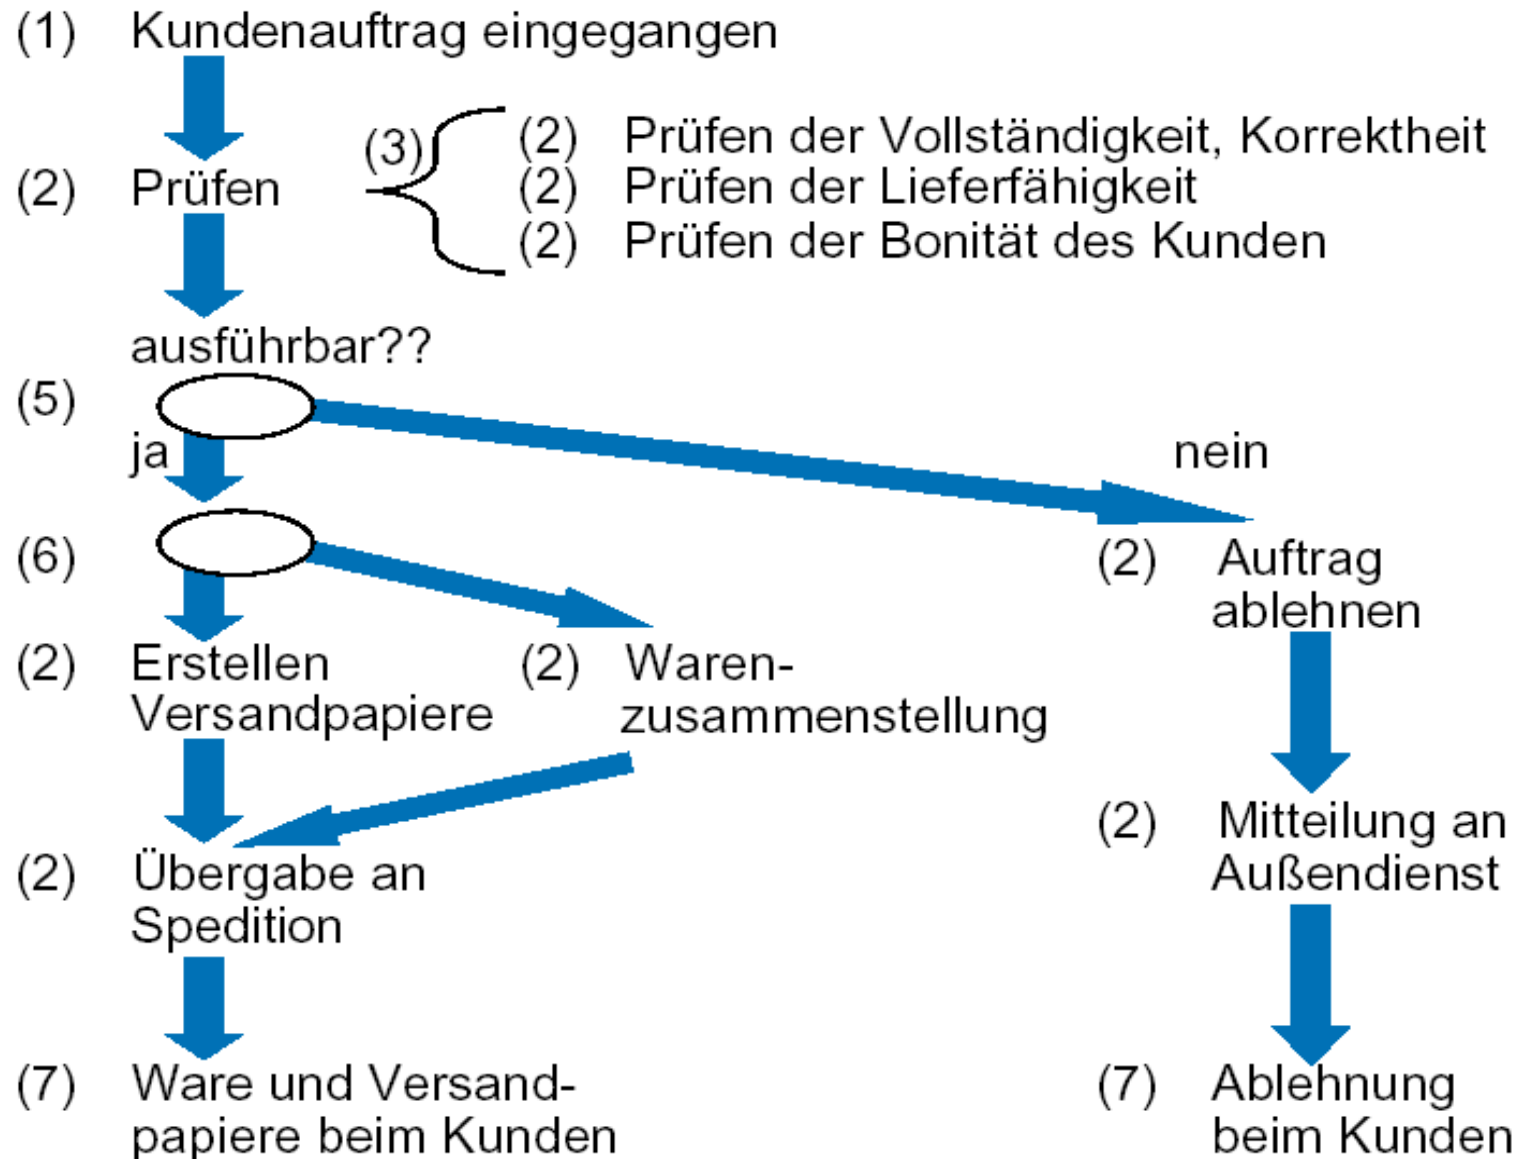 (1) Kundenauftrag eingegangen
(3) (2) Prüfen der Vollständigkeit, Korrektheit
(2) Prüfen (2) Prüfen der Lieferfähigkeit
(2) Prüfen der Bonität des Kunden
ausführbar??
(5)
ja nein
(6) (2) Auftrag
ablehnen
(2) Erstellen (2) Waren-
Versandpapiere zusammenstellung
(2) Mitteilung an
(2) Übergabe an Außendienst
Spedition
(7) Ware und Versand- (7) Ablehnung
papiere beim Kunden beim Kunden